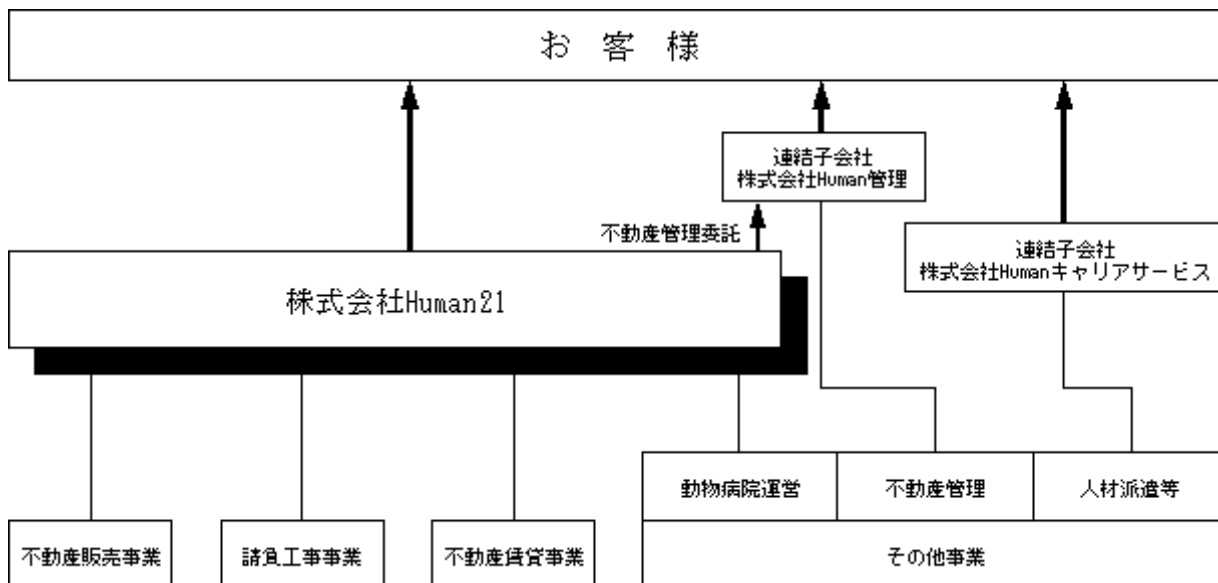 お 客 様
連結子会社
株式会社Human管理
不動産管理委託
連結子会社
株式会社Humanキャリアサービス
株式会社Human21
動物病院運営
不動産管理
人材派遣等
不動産販売事業
請負工事事業
不動産賃貸事業
その他事業